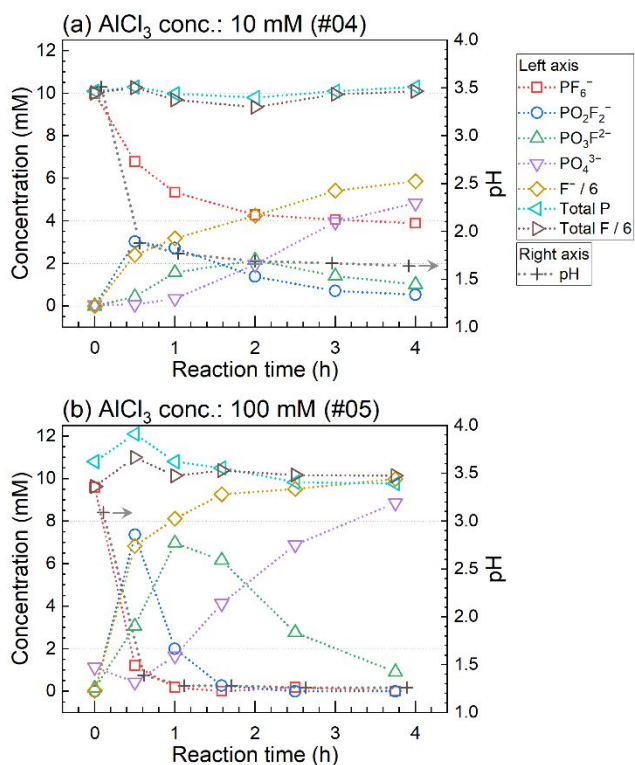 (a) AlCl₃ conc.: 10 mM (#04)
12
10
8
6
4
2
0
Concentration (mM)
4.0
3.5
3.0
2.5
2.0
1.5
1.0
pH
0
1
2
3
4
Reaction time (h)
Left axis
PF₆⁻
PO₂F₂⁻
PO₃F²⁻
PO₄³⁻
F⁻ / 6
Total P
Total F / 6
Right axis
pH
(b) AlCl₃ conc.: 100 mM (#05)
12
10
8
6
4
2
0
Concentration (mM)
4.0
3.5
3.0
2.5
2.0
1.5
1.0
pH
0
1
2
3
4
Reaction time (h)